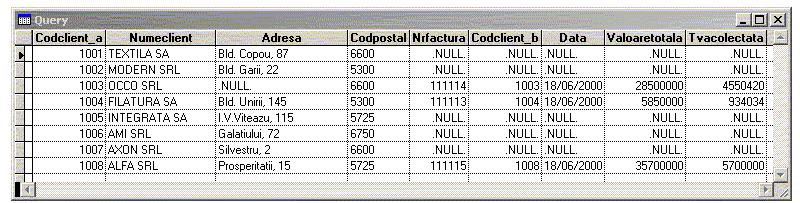 Query
Codclient_a Numeclient Adresa Codpostal Nrfactura Codclient_b Data Valoaretotala Tvacolectata
1001 TEXTILA SA Bld. Copou, 87 6600 .NULL. .NULL. .NULL. .NULL. .NULL.
1002 MODERN SRL Bld. Garii, 22 5300 .NULL. .NULL. .NULL. .NULL. .NULL.
1003 OCCO SRL .NULL. 6600 111114 1003 18/06/2000 28500000 4550420
1004 FILATURA SA Bld. Unirii, 145 5300 111113 1004 18/06/2000 5850000 934034
1005 INTEGRATA SA I.V.Viteazu, 115 5725 .NULL. .NULL. .NULL. .NULL. .NULL.
1006 AMI SRL Galatiului, 72 6750 .NULL. .NULL. .NULL. .NULL. .NULL.
1007 AXON SRL Silvestru, 2 6600 .NULL. .NULL. .NULL. .NULL. .NULL.
1008 ALFA SRL Prosperitatii, 15 5725 111115 1008 18/06/2000 35700000 5700000